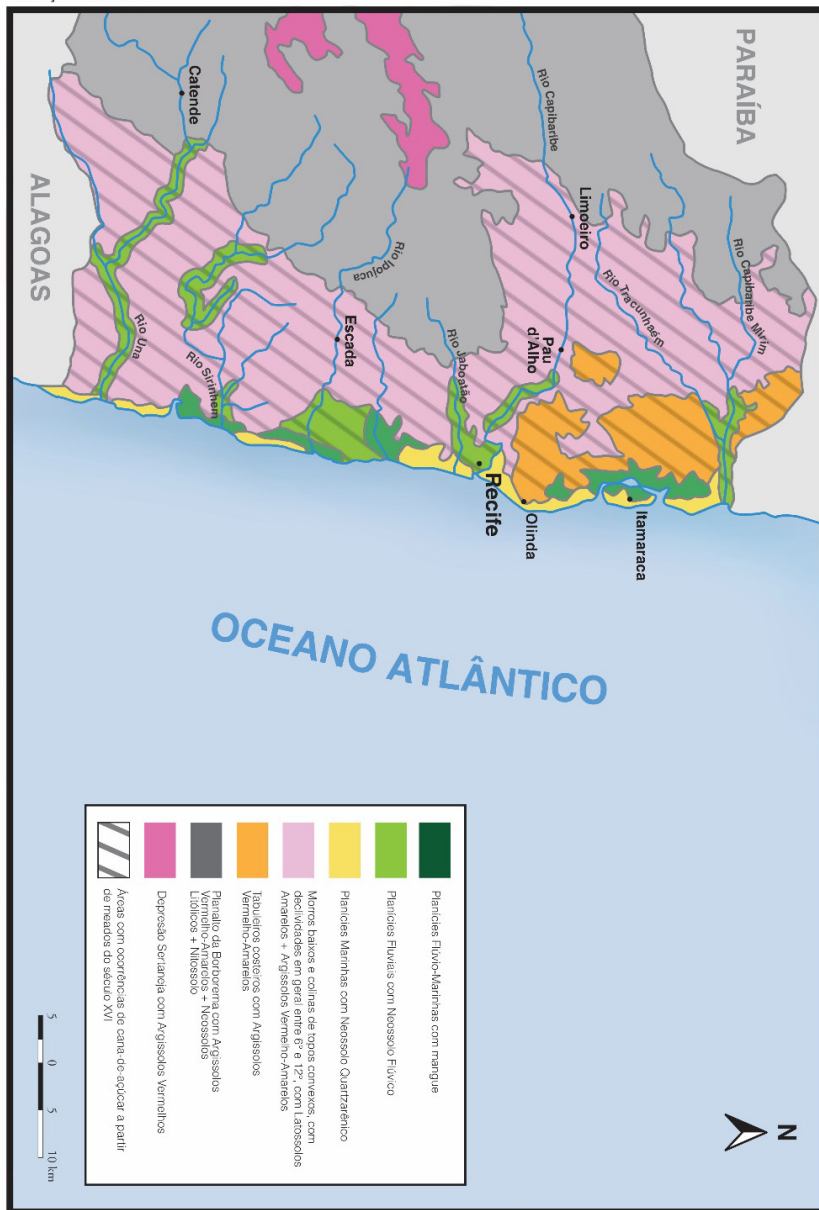 PARAÍBA
ALAGOAS
Catende
Rio Capibaribe
Limoeiro
Rio Capibaribe Mirim
Rio Tracunhaém
Rio Ipojuca
Pau
d'Alho
Escada
Rio Jaboatão
Rio Una
Rio Sirinhem
Recife
Olinda
Itamaraca
OCEANO ATLÂNTICO
N
Planícies Flúvio-Marinhas com mangue
Planícies Fluviais com Neossolo Flúvico
Planícies Marinhas com Neossolo Quartzarênico
Morros baixos e colinas de topos convexos, com
declividades em geral entre 6° e 12°, com Latossolos
Amarelos + Argissolos Vermelho-Amarelos
Tabuleiros costeiros com Argissolos
Vermelho-Amarelos
Planalto da Borborema com Argissolos
Vermelho-Amarelos + Neossolos
Litólicos + Nitossolo
Depresão Sertaneja com Argissolos Vermelhos
Áreas com ocorrências de cana-de-açúcar a partir
de meados do século XVI
5
0
5
10 km